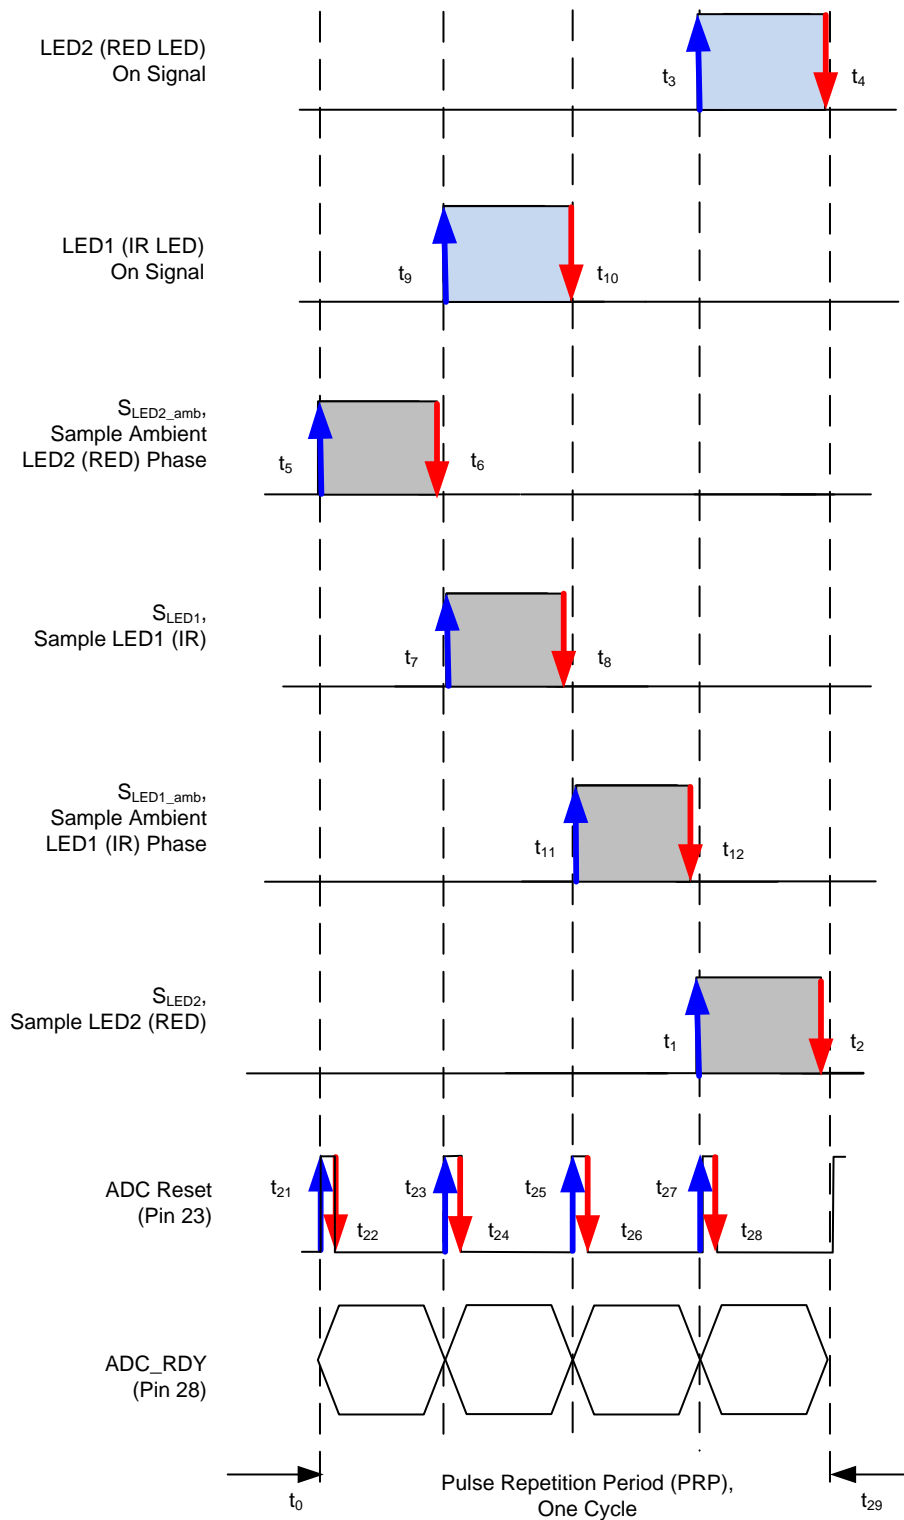 LED2 (RED LED)
On Signal
t3
t4
LED1 (IR LED)
On Signal
t9
t10
SLED2_amb,
Sample Ambient
LED2 (RED) Phase
t5
t6
SLED1,
Sample LED1 (IR)
t7
t8
SLED1_amb,
Sample Ambient
LED1 (IR) Phase
t11
t12
SLED2,
Sample LED2 (RED)
t1
t2
ADC Reset
(Pin 23)
t21
t22
t23
t24
t25
t26
t27
t28
ADC_RDY
(Pin 28)
t0
Pulse Repetition Period (PRP),
One Cycle
t29